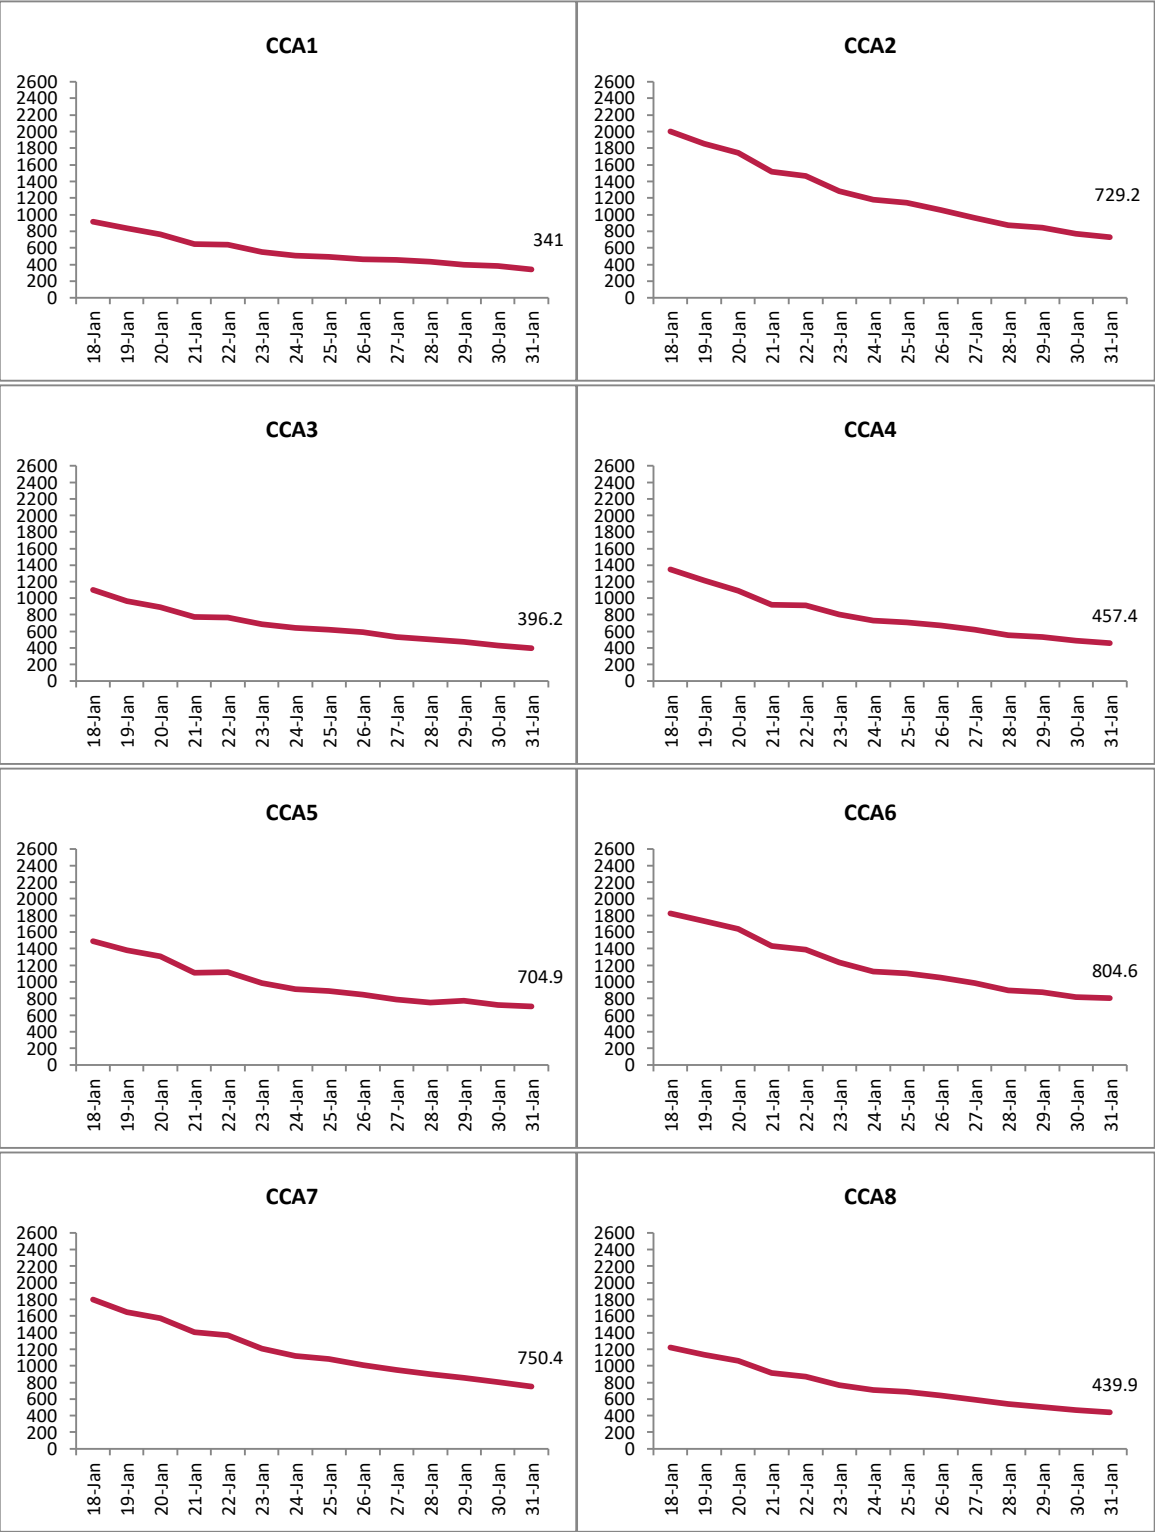 CCA1
2600
2400
2200
2000
1800
1600
1400
1200
1000
800
600
400
200
0
341
18-Jan
19-Jan
20-Jan
21-Jan
22-Jan
23-Jan
24-Jan
25-Jan
26-Jan
27-Jan
28-Jan
29-Jan
30-Jan
31-Jan
CCA2
2600
2400
2200
2000
1800
1600
1400
1200
1000
800
600
400
200
0
729.2
18-Jan
19-Jan
20-Jan
21-Jan
22-Jan
23-Jan
24-Jan
25-Jan
26-Jan
27-Jan
28-Jan
29-Jan
30-Jan
31-Jan
CCA3
2600
2400
2200
2000
1800
1600
1400
1200
1000
800
600
400
200
0
396.2
18-Jan
19-Jan
20-Jan
21-Jan
22-Jan
23-Jan
24-Jan
25-Jan
26-Jan
27-Jan
28-Jan
29-Jan
30-Jan
31-Jan
CCA4
2600
2400
2200
2000
1800
1600
1400
1200
1000
800
600
400
200
0
457.4
18-Jan
19-Jan
20-Jan
21-Jan
22-Jan
23-Jan
24-Jan
25-Jan
26-Jan
27-Jan
28-Jan
29-Jan
30-Jan
31-Jan
CCA5
2600
2400
2200
2000
1800
1600
1400
1200
1000
800
600
400
200
0
704.9
18-Jan
19-Jan
20-Jan
21-Jan
22-Jan
23-Jan
24-Jan
25-Jan
26-Jan
27-Jan
28-Jan
29-Jan
30-Jan
31-Jan
CCA6
2600
2400
2200
2000
1800
1600
1400
1200
1000
800
600
400
200
0
804.6
18-Jan
19-Jan
20-Jan
21-Jan
22-Jan
23-Jan
24-Jan
25-Jan
26-Jan
27-Jan
28-Jan
29-Jan
30-Jan
31-Jan
CCA7
2600
2400
2200
2000
1800
1600
1400
1200
1000
800
600
400
200
0
750.4
18-Jan
19-Jan
20-Jan
21-Jan
22-Jan
23-Jan
24-Jan
25-Jan
26-Jan
27-Jan
28-Jan
29-Jan
30-Jan
31-Jan
CCA8
2600
2400
2200
2000
1800
1600
1400
1200
1000
800
600
400
200
0
439.9
18-Jan
19-Jan
20-Jan
21-Jan
22-Jan
23-Jan
24-Jan
25-Jan
26-Jan
27-Jan
28-Jan
29-Jan
30-Jan
31-Jan